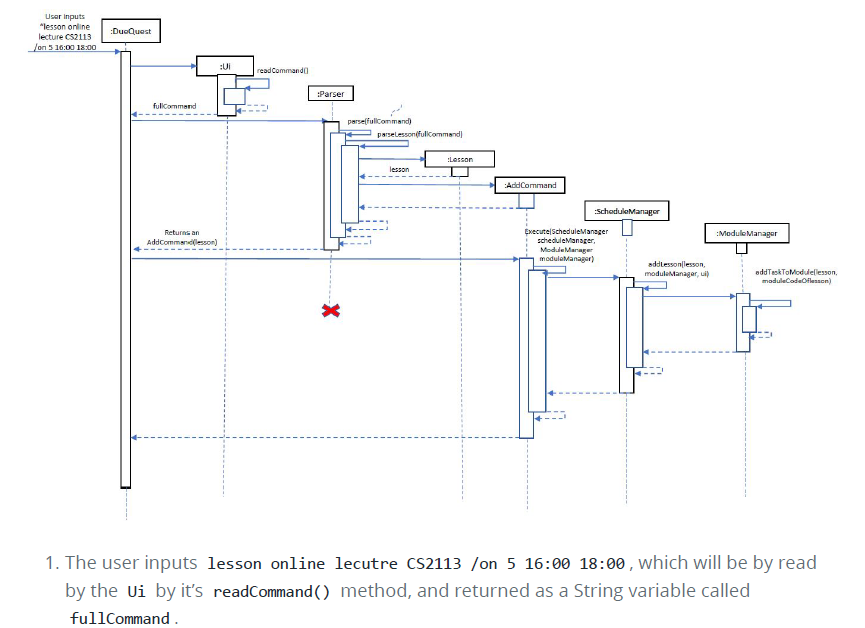 User inputs
"lesson online
lecture CS2113
/on 5 16:00 18:00
:DueQuest
:Ui
readCommand()
:Parser
fullCommand
parse(fullCommand)
parseLesson(fullCommand)
:Lesson
lesson
:AddCommand
:ScheduleManager
:ModuleManager
Returns an
AddCommand(lesson)
Execute(ScheduleManager
scheduleManager,
ModuleManager
moduleManager)
addLesson(lesson,
moduleManager, ui)
addTaskToModule(lesson,
moduleCodeOflesson)
1. The user inputs lesson online lecutre CS2113 /on 5 16:00 18:00 , which will be by read
by the Ui by it's readCommand() method, and returned as a String variable called
fullCommand .